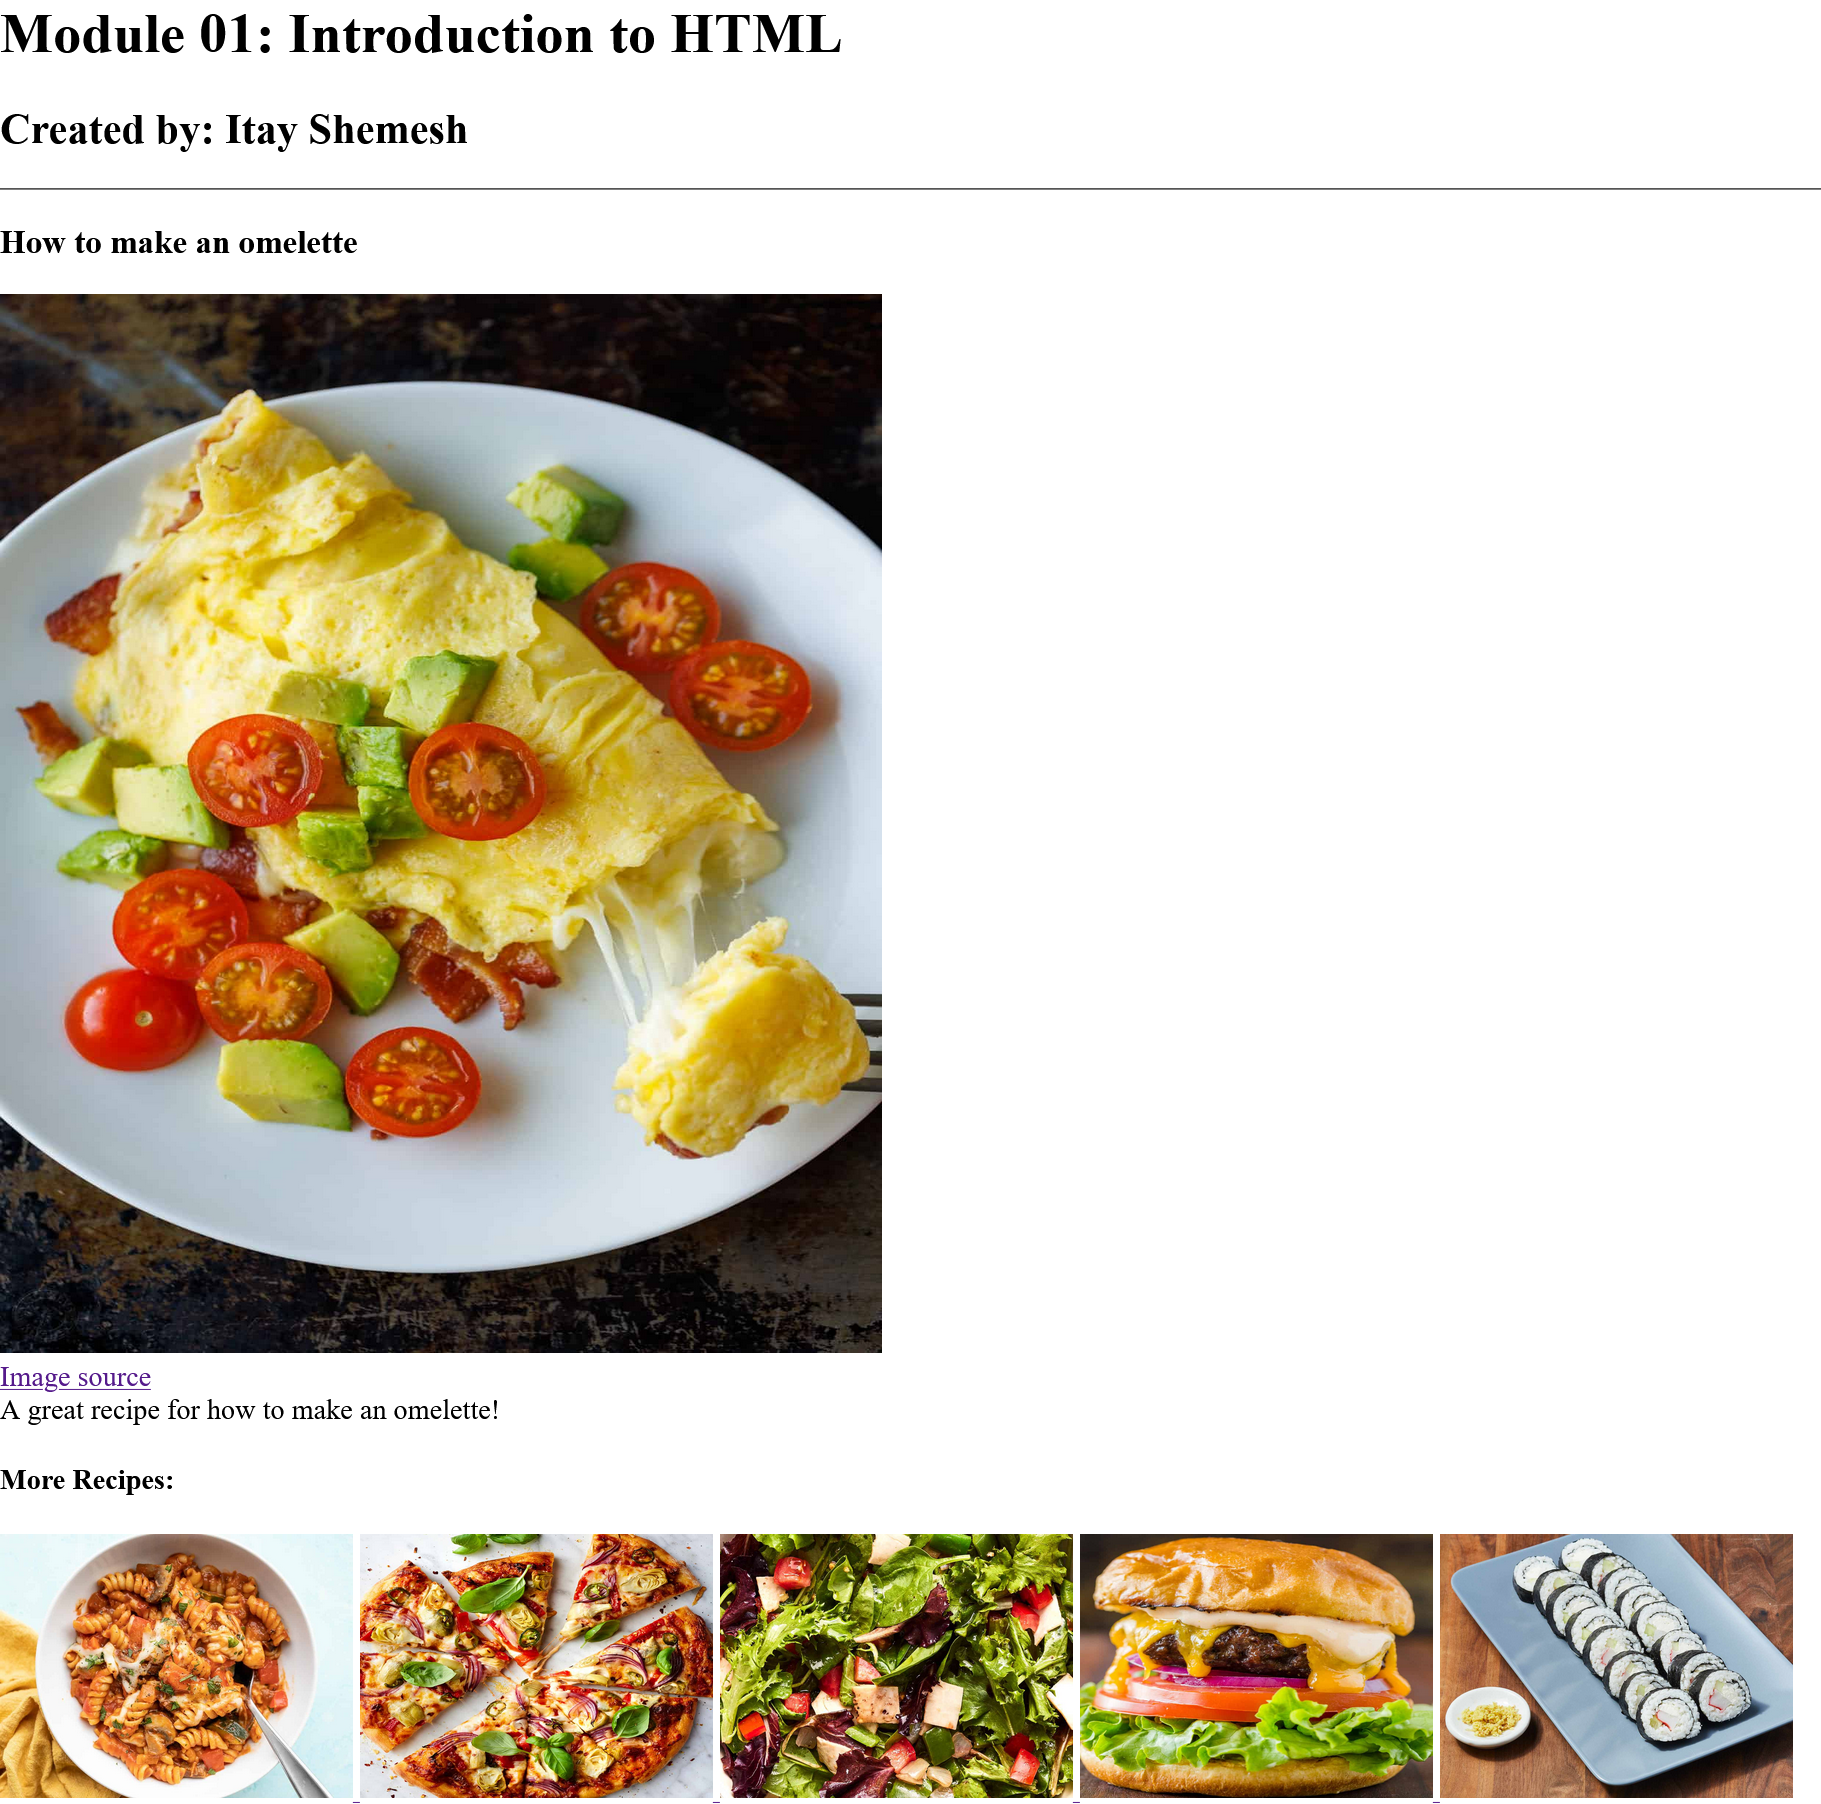 Module 01: Introduction to HTML
Created by: Itay Shemesh
How to make an omelette
Image source
A great recipe for how to make an omelette!
More Recipes: